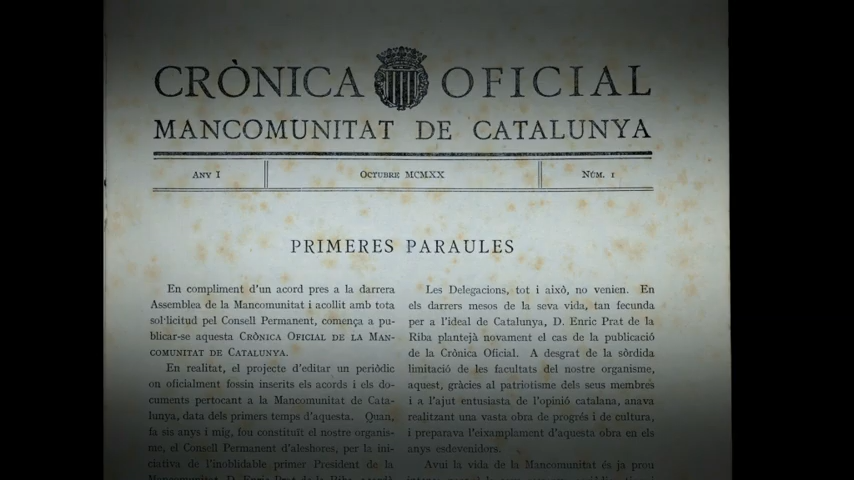 CRÒNICA OFICIAL
MANCOMUNITAT DE CATALUNYA
ANY I
OCTUBRE MCMXX
NÚM. 1
PRIMERES PARAULES
En compliment d'un acord pres a la darrera
Assemblea de la Mancomunitat i acollit amb tota
sol·licitud pel Consell Permanent, comença a pu-
blicar-se aquesta CRÒNICA OFICIAL DE LA MAN-
COMUNITAT DE CATALUNYA.
En realitat, el projecte d'editar un periòdic
on oficialment fossin inserits els acords i els do-
cuments pertocant a la Mancomunitat de Cata-
lunya, data dels primers temps d'aquesta. Quan,
fa sis anys i mig, fou constituït el nostre organis-
me, el Consell Permanent d'aleshores, per la ini-
ciativa de l'inoblidable primer President de la
Mancomunitat, D. Enric Prat de la Riba,
Les Delegacions, tot i això, no venien. En
els darrers mesos de la seva vida, tan fecunda
per a l'ideal de Catalunya, D. Enric Prat de la
Riba plantejà novament el cas de la publicació
de la Crònica Oficial. A desgrat de la sòrdida
limitació de les facultats del nostre organisme,
aquest, gràcies al patriotisme dels seus membres
i a l'ajut entusiasta de l'opinió catalana, anava
realitzant una vasta obra de progrés i de cultura,
i preparava l'eixamplament d'aquesta obra en els
anys esdevenidors.
Avui la vida de la Mancomunitat és ja prou